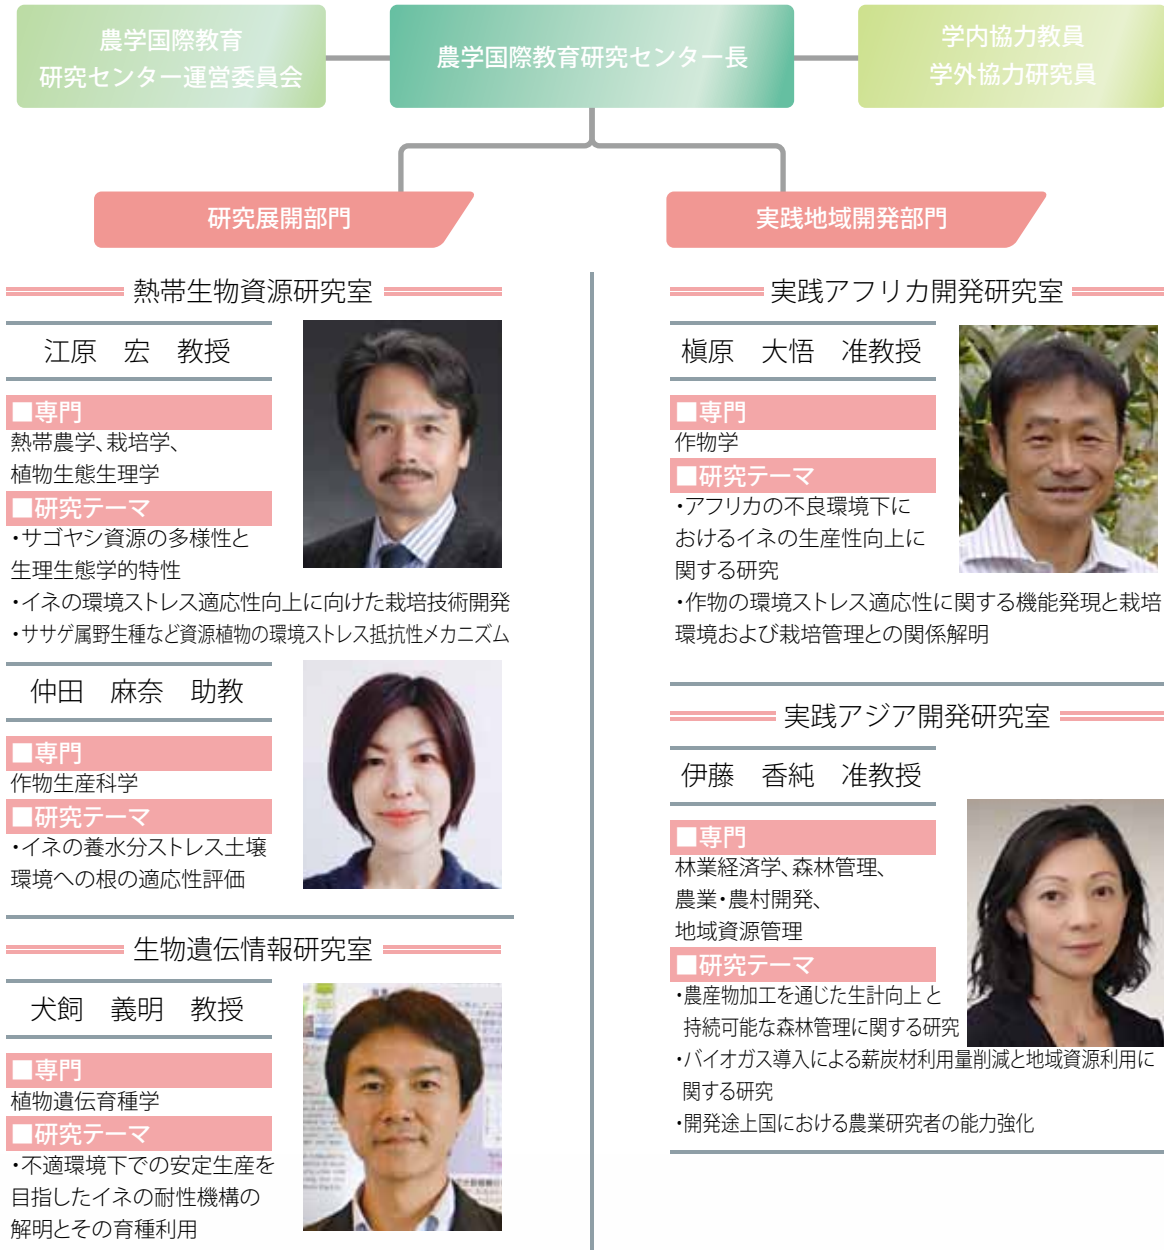 農学国際教育
研究センター運営委員会
農学国際教育研究センター長
学内協力教員
学外協力研究員
研究展開部門
実践地域開発部門
熱帯生物資源研究室
江原　宏　教授
■専門
熱帯農学、栽培学、
植物生態生理学
■研究テーマ
・サゴヤシ資源の多様性と
生理生態学的特性
・イネの環境ストレス適応性向上に向けた栽培技術開発
・ササゲ属野生種など資源植物の環境ストレス抵抗性メカニズム
仲田　麻奈　助教
■専門
作物生産科学
■研究テーマ
・イネの養水分ストレス土壌
環境への根の適応性評価
生物遺伝情報研究室
犬飼　義明　教授
■専門
植物遺伝育種学
■研究テーマ
・不適環境下での安定生産を
目指したイネの耐性機構の
解明とその育種利用
実践アフリカ開発研究室
槇原　大悟　准教授
■専門
作物学
■研究テーマ
・アフリカの不良環境下に
おけるイネの生産性向上に
関する研究
・作物の環境ストレス適応性に関する機能発現と栽培
環境および栽培管理との関係解明
実践アジア開発研究室
伊藤　香純　准教授
■専門
林業経済学、森林管理、
農業・農村開発、
地域資源管理
■研究テーマ
・農産物加工を通じた生計向上と
持続可能な森林管理に関する研究
・バイオガス導入による薪炭材利用量削減と地域資源利用に
関する研究
・開発途上国における農業研究者の能力強化